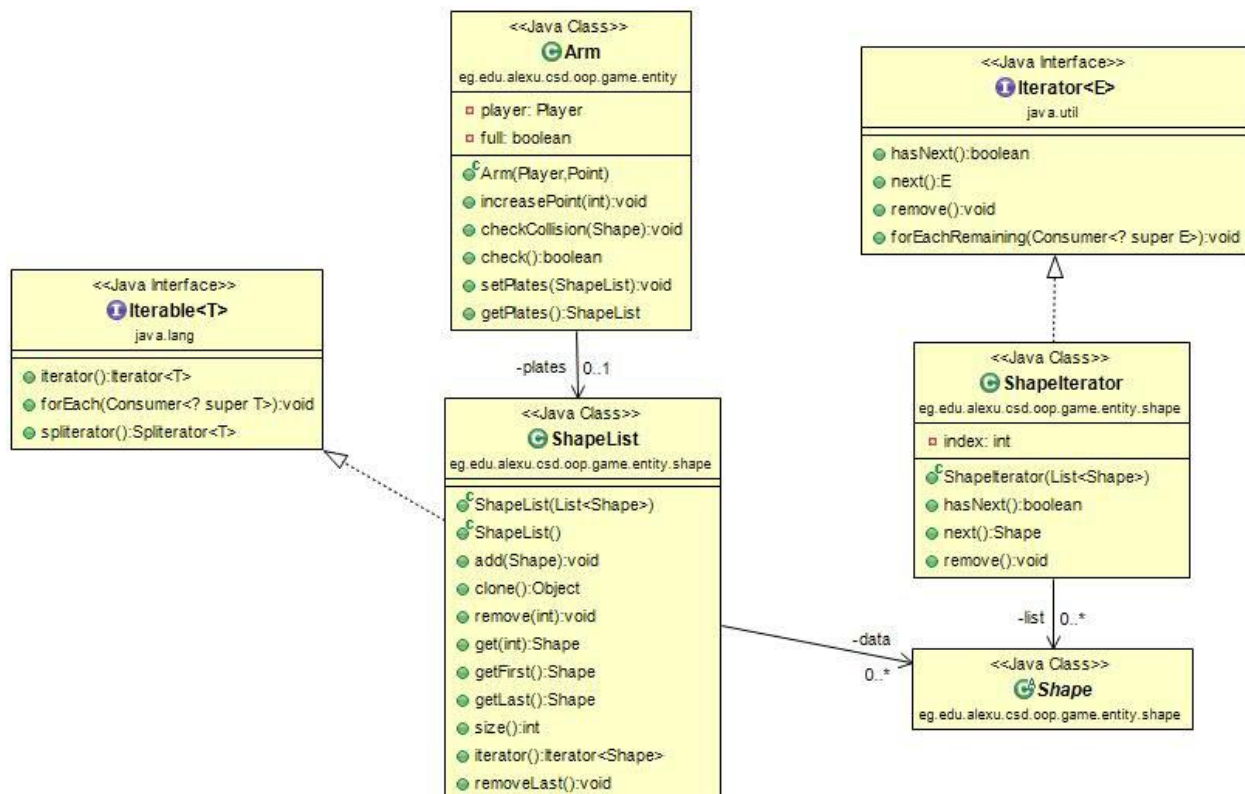 <<Java Class>>
Arm
eg.edu.alexu.csd.oop.game.entity
player: Player
full: boolean
Arm(Player,Point)
increasePoint(int):void
checkCollision(Shape):void
check():boolean
setPlates(ShapeList):void
getPlates():ShapeList
<<Java Interface>>
Iterator<E>
java.util
hasNext():boolean
next():E
remove():void
forEachRemaining(Consumer<? super E>):void
<<Java Interface>>
Iterable<T>
java.lang
iterator():Iterator<T>
forEach(Consumer<? super T>):void
spliterator():Spliterator<T>
-plates 0..1
<<Java Class>>
ShapeList
eg.edu.alexu.csd.oop.game.entity.shape
ShapeList(List<Shape>)
ShapeList()
add(Shape):void
clone():Object
remove(int):void
get(int):Shape
getFirst():Shape
getLast():Shape
size():int
iterator():Iterator<Shape>
removeLast():void
<<Java Class>>
ShapeIterator
eg.edu.alexu.csd.oop.game.entity.shape
index: int
ShapeIterator(List<Shape>)
hasNext():boolean
next():Shape
remove():void
-list 0..*
-data
0..*
<<Java Class>>
Shape
eg.edu.alexu.csd.oop.game.entity.shape